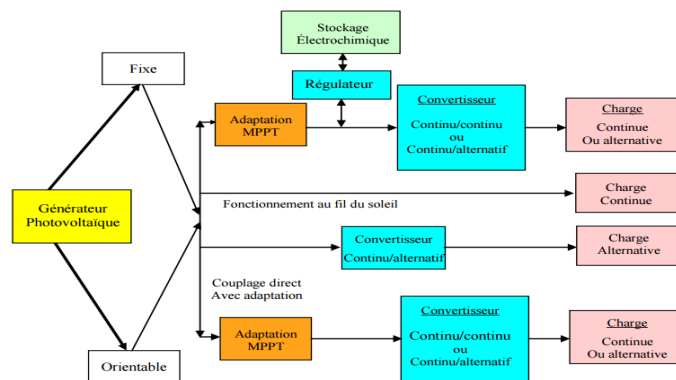 Stockage
Électrochimique
Fixe
Régulateur
Adaptation
MPPT
Convertisseur
Continu/continu
ou
Continu/alternatif
Charge
Continue
Ou alternative
Générateur
Photovoltaïque
Fonctionnement au fil du soleil
Charge
Continue
Convertisseur
Continu/alternatif
Charge
Alternative
Couplage direct
Avec adaptation
Adaptation
MPPT
Convertisseur
Continu/continu
ou
Continu/alternatif
Charge
Continue
Ou alternative
Orientable